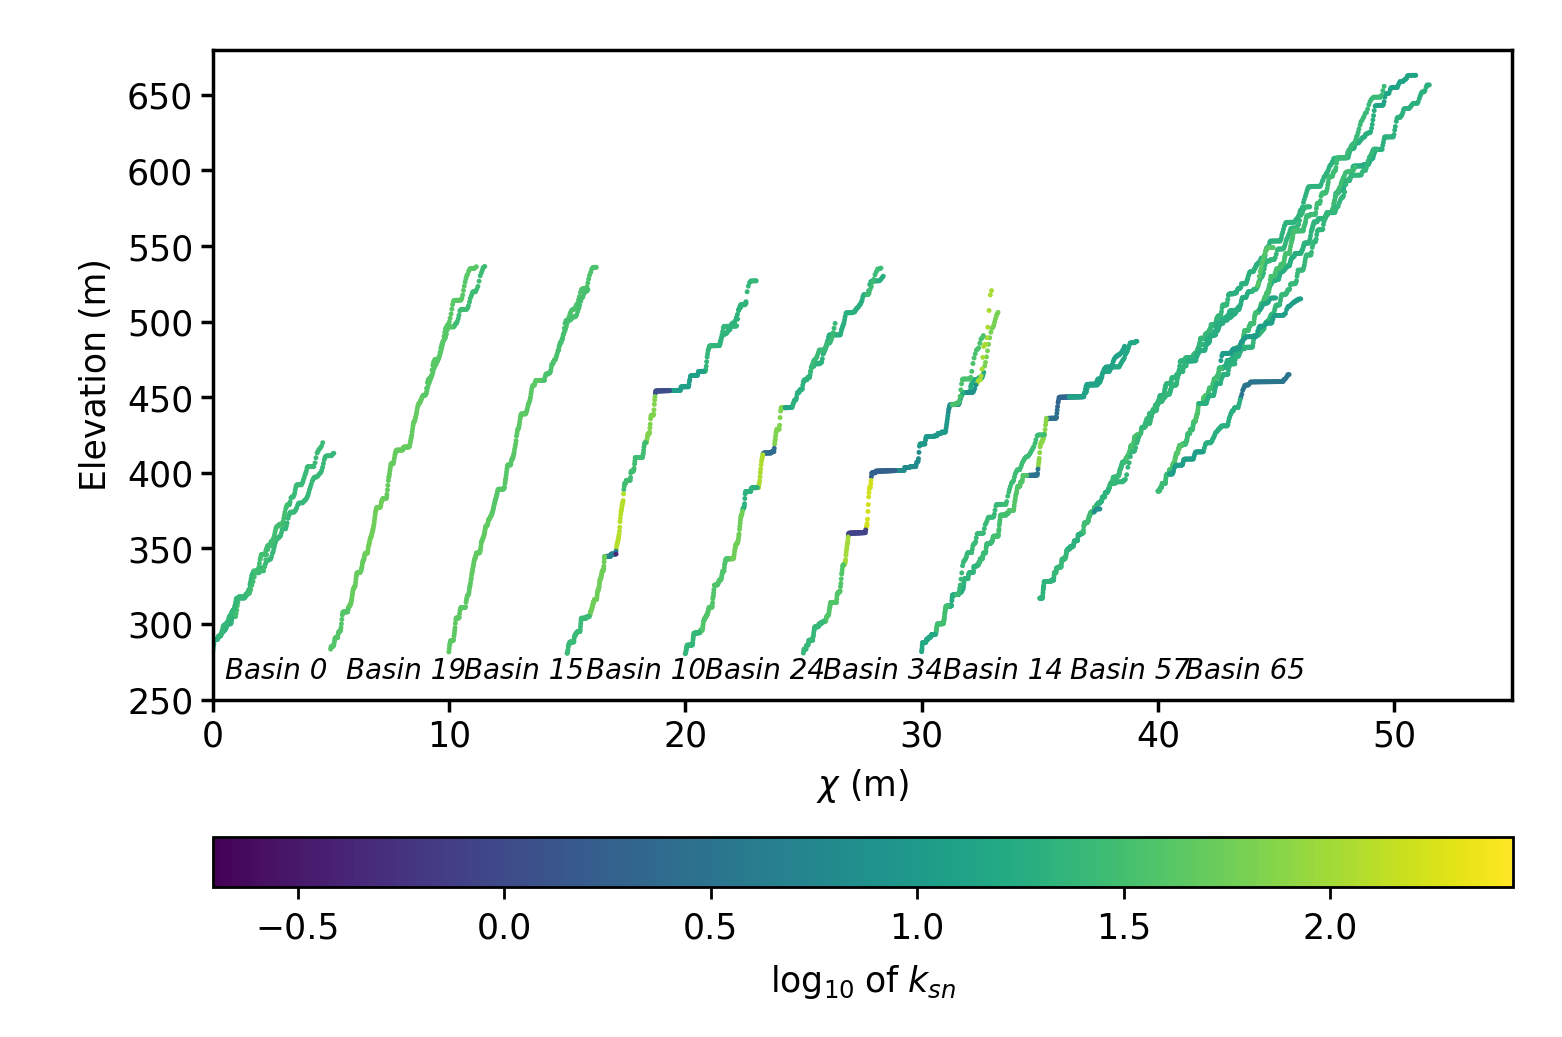 650
600
550
500
450
400
350
300
250
Elevation (m)
Basin 0 Basin 19 Basin 15 Basin 10 Basin 24 Basin 34 Basin 14 Basin 57 Basin 65
0 10 20 30 40 50
χ (m)
−0.5 0.0 0.5 1.0 1.5 2.0
log₁₀ of kₛₙ